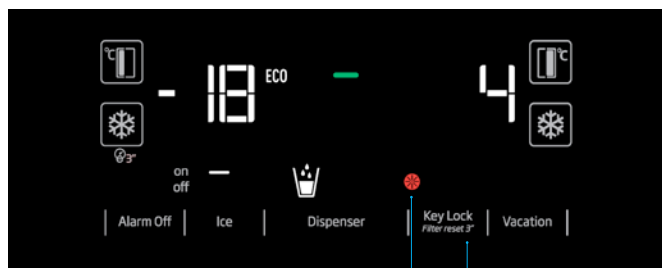 °C
- 18 ECO
4
°C
3"
on
off
Alarm Off
Ice
Dispenser
Key Lock
Filter reset 3"
Vacation